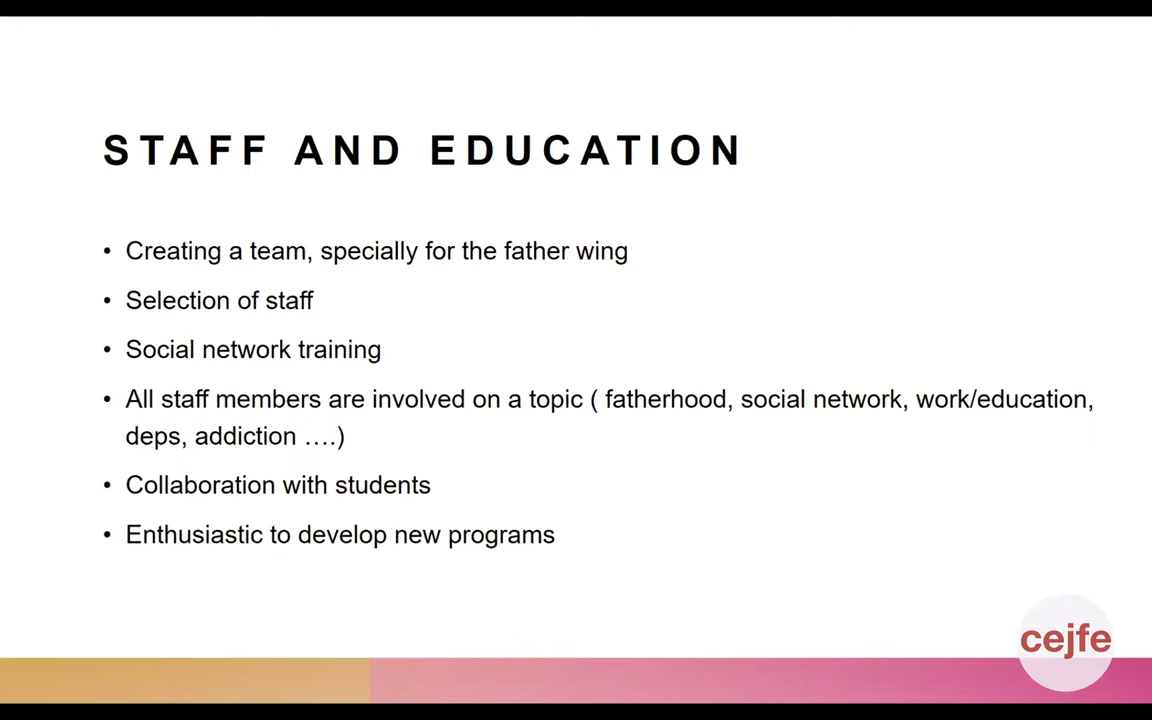 STAFF AND EDUCATION
• Creating a team, specially for the father wing
• Selection of staff
• Social network training
• All staff members are involved on a topic ( fatherhood, social network, work/education,
deps, addiction ….)
• Collaboration with students
• Enthusiastic to develop new programs
cejfe